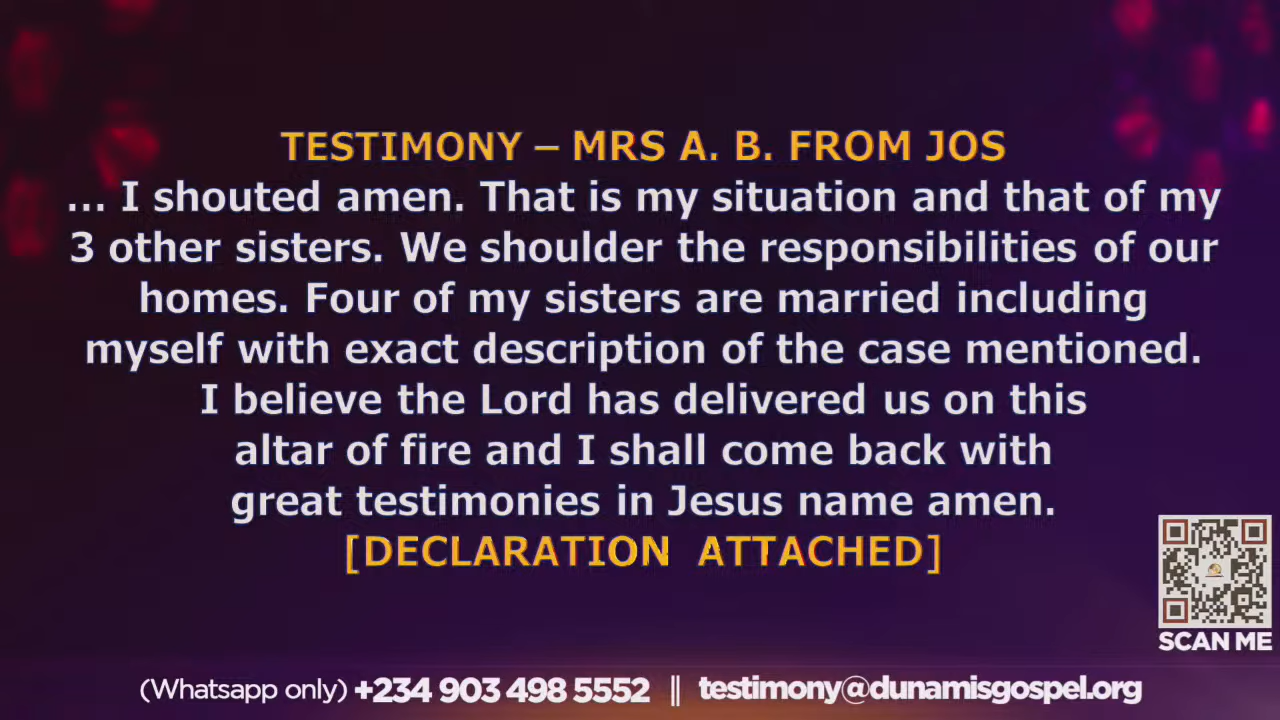 TESTIMONY – MRS A. B. FROM JOS
... I shouted amen. That is my situation and that of my
3 other sisters. We shoulder the responsibilities of our
homes. Four of my sisters are married including
myself with exact description of the case mentioned.
I believe the Lord has delivered us on this
altar of fire and I shall come back with
great testimonies in Jesus name amen.
[DECLARATION ATTACHED]
SCAN ME
(Whatsapp only) +234 903 498 5552 || testimony@dunamisgospel.org